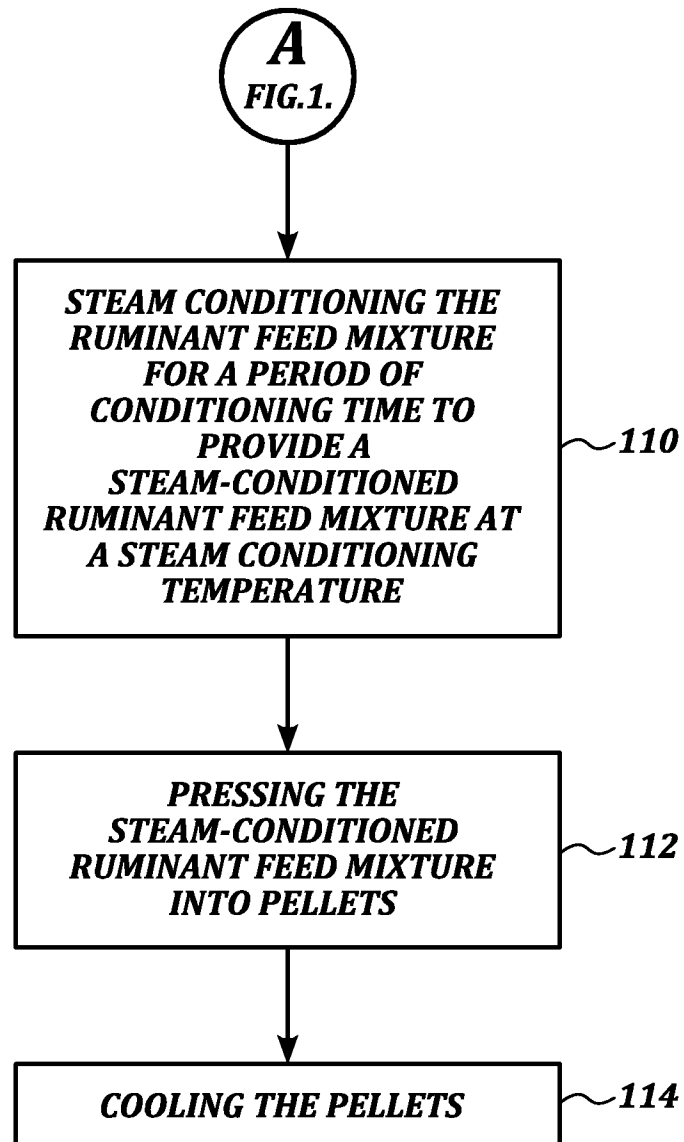 A
FIG.1.
STEAM CONDITIONING THE
RUMINANT FEED MIXTURE
FOR A PERIOD OF
CONDITIONING TIME TO
PROVIDE A
STEAM-CONDITIONED
RUMINANT FEED MIXTURE AT
A STEAM CONDITIONING
TEMPERATURE
110
PRESSING THE
STEAM-CONDITIONED
RUMINANT FEED MIXTURE
INTO PELLETS
112
COOLING THE PELLETS
114